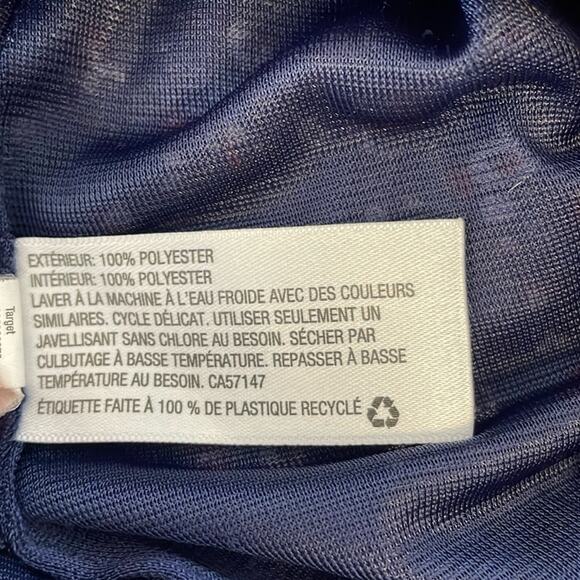 EXTÉRIEUR: 100% POLYESTER
INTÉRIEUR: 100% POLYESTER
LAVER À LA MACHINE À L'EAU FROIDE AVEC DES COULEURS
SIMILAIRES. CYCLE DÉLICAT. UTILISER SEULEMENT UN
JAVELLISANT SANS CHLORE AU BESOIN. SÉCHER PAR
CULBUTAGE À BASSE TEMPÉRATURE. REPASSER À BASSE
TEMPÉRATURE AU BESOIN. CA57147
ÉTIQUETTE FAITE À 100 % DE PLASTIQUE RECYCLÉ
Target